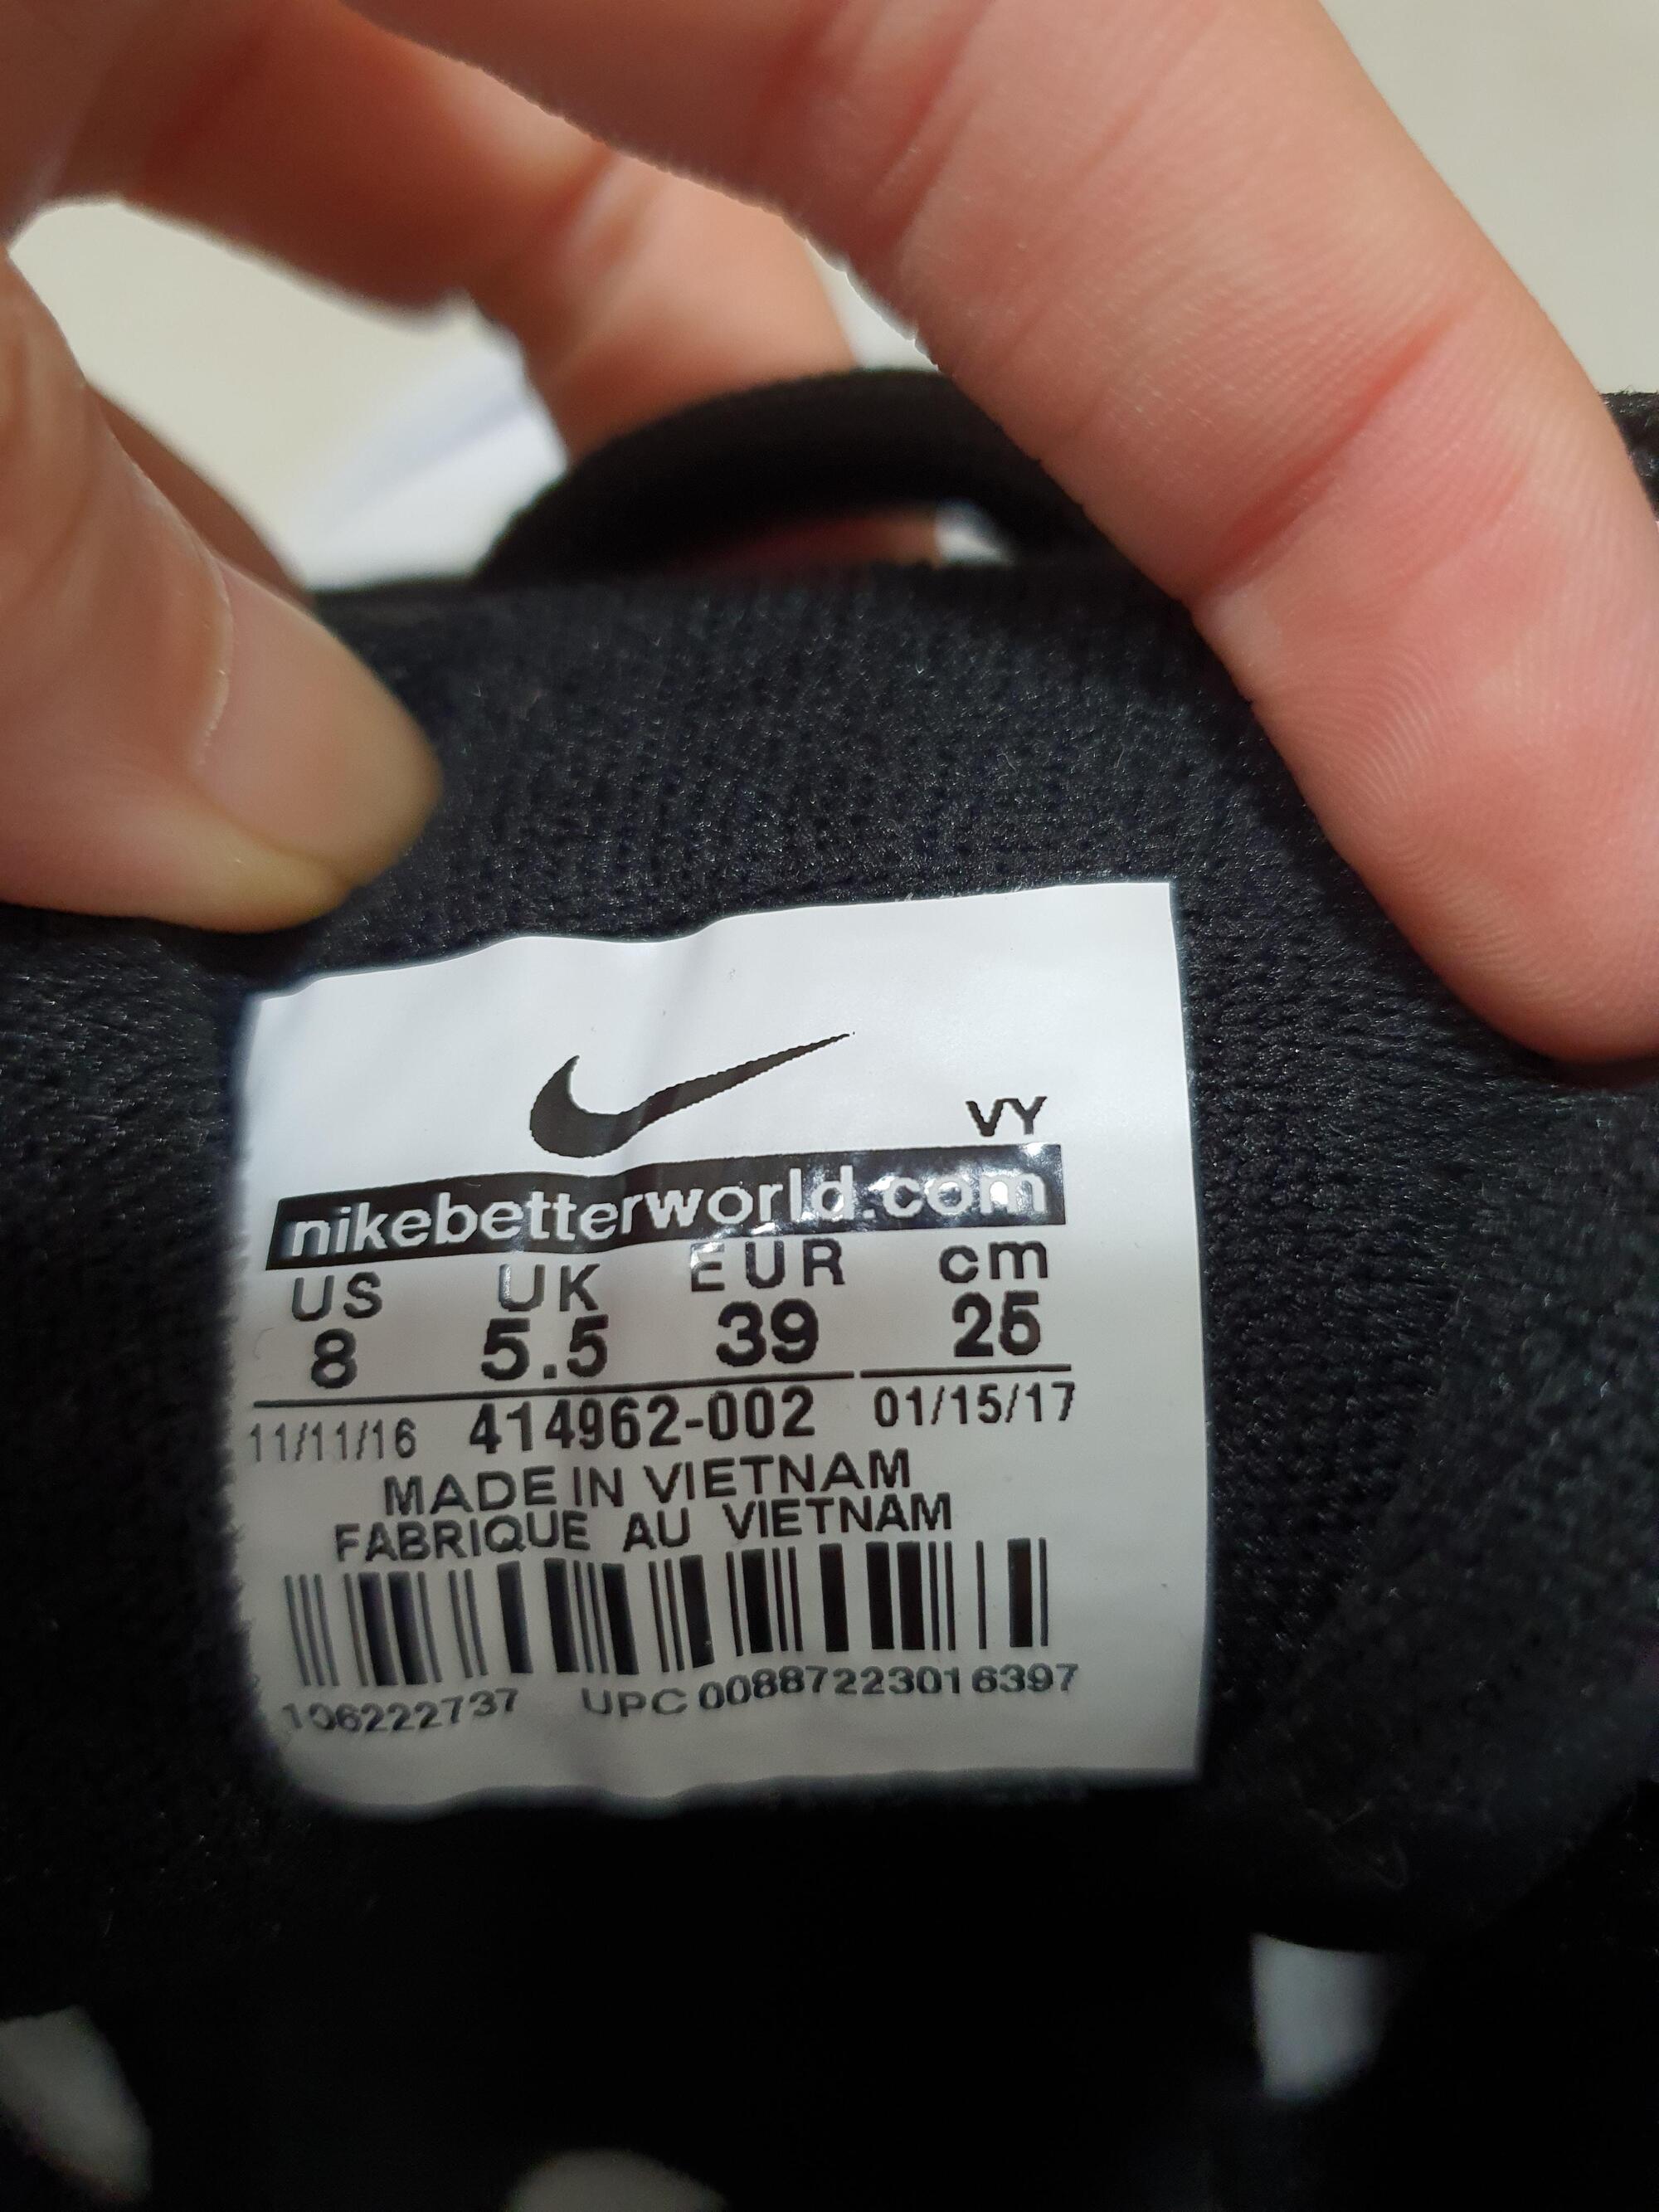 VY
nikebetterworld.com
US UK EUR cm
8 5.5 39 25
11/11/16 414962-002 01/15/17
MADE IN VIETNAM
FABRIQUE AU VIETNAM
106222737 UPC 00887223016397